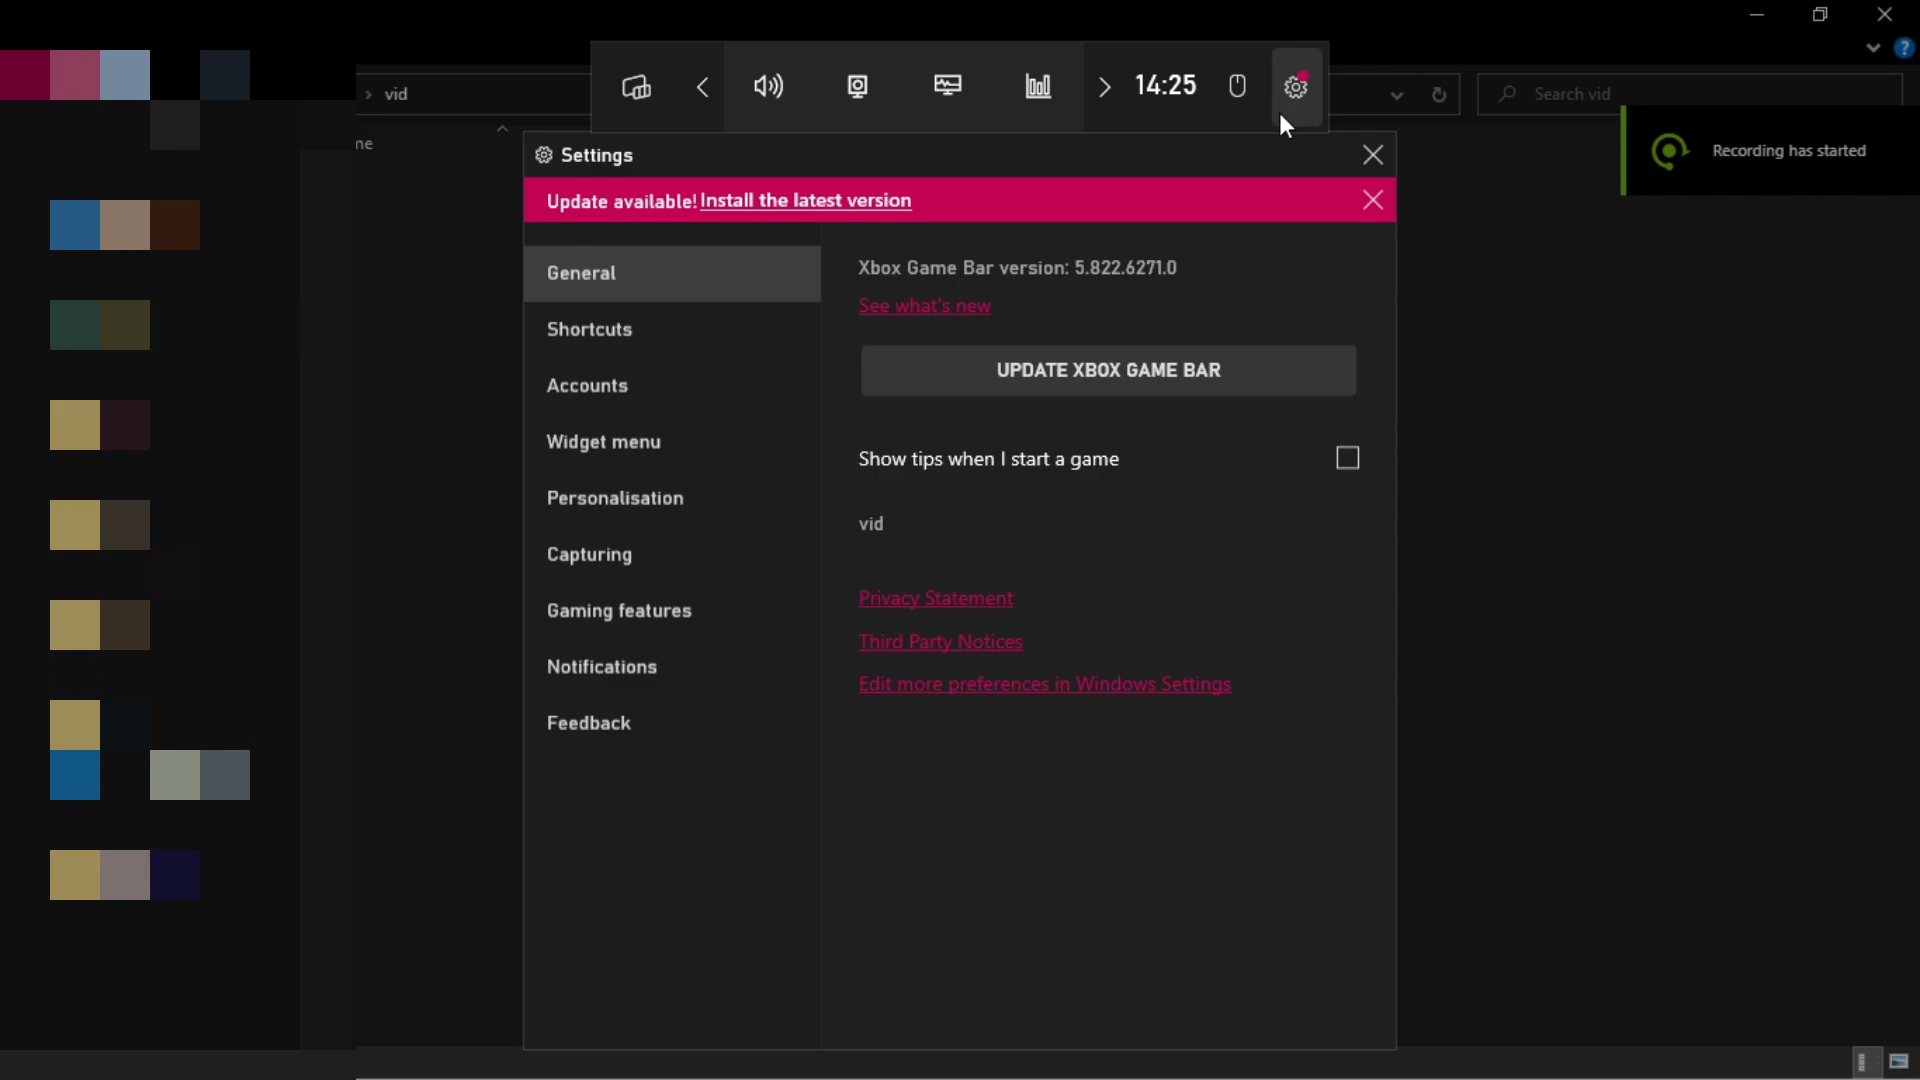 vid
14:25
Search vid
me
Settings
Recording has started
Update available! Install the latest version
General
Shortcuts
Accounts
Widget menu
Personalisation
Capturing
Gaming features
Notifications
Feedback
Xbox Game Bar version: 5.822.6271.0
See what's new
UPDATE XBOX GAME BAR
Show tips when I start a game
vid
Privacy Statement
Third Party Notices
Edit more preferences in Windows Settings